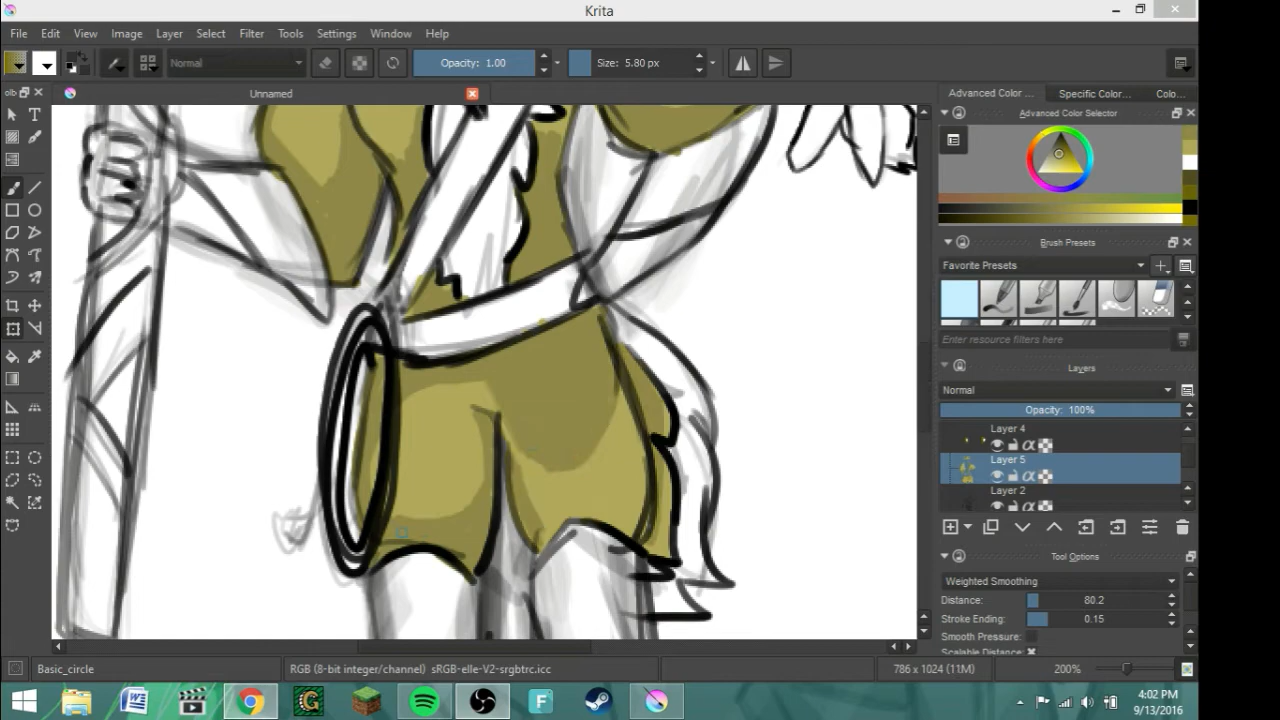 Krita
File Edit View Image Layer Select Filter Tools Settings Window Help
Normal Opacity: 1.00 Size: 5.80 px
olb Unnamed Advanced Color ... Specific Color... Colo...
Advanced Color Selector
Brush Presets
Favorite Presets
Enter resource filters here
Layers
Normal
Opacity: 100%
Layer 4
Layer 5
Layer 2
Tool Options
Weighted Smoothing
Distance: 80.2
Stroke Ending: 0.15
Smooth Pressure:
Scalable Distance:
Basic_circle RGB (8-bit integer/channel) sRGB-elle-V2-srgbtrc.icc 786 x 1024 (11M) 200%
4:02 PM
9/13/2016